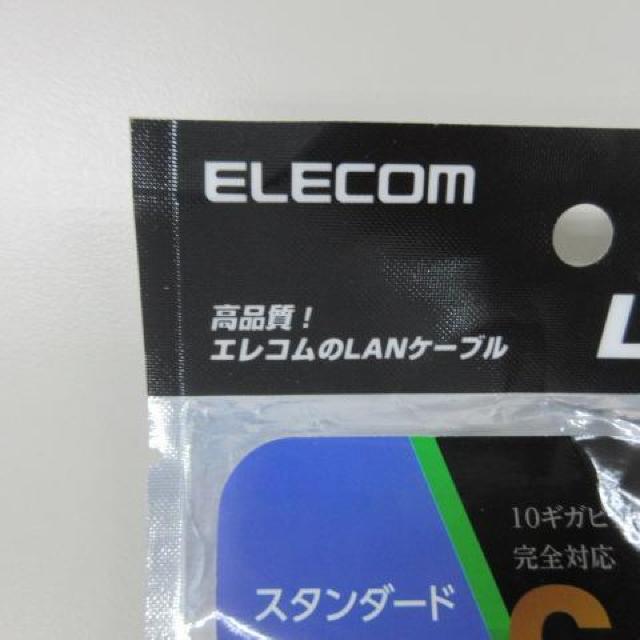 ELECOM
高品質！
エレコムのLANケーブル
10ギガビ
完全対応
スタンダード